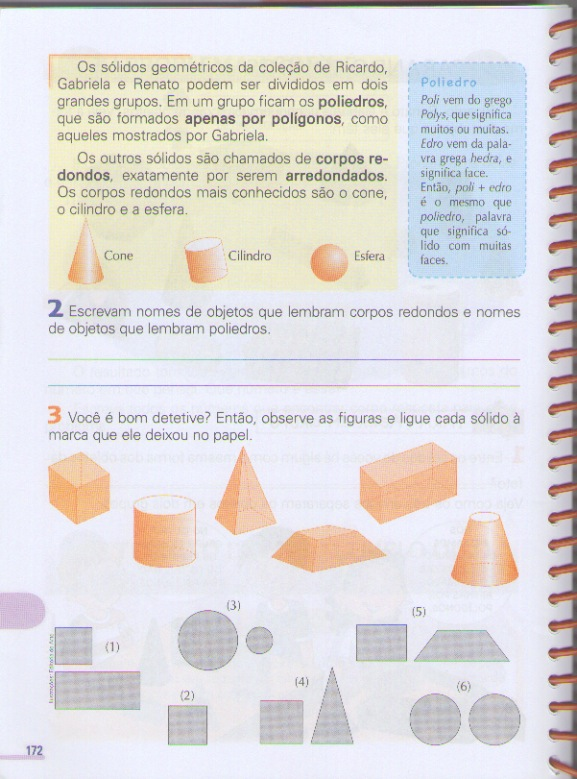 Os sólidos geométricos da coleção de Ricardo,
Gabriela e Renato podem ser divididos em dois
grandes grupos. Em um grupo ficam os poliedros,
que são formados apenas por polígonos, como
aqueles mostrados por Gabriela.
Os outros sólidos são chamados de corpos re-
dondos, exatamente por serem arredondados.
Os corpos redondos mais conhecidos são o cone,
o cilindro e a esfera.
Cone
Cilindro
Esfera
Poliedro
Poli vem do grego
Polys, que significa
muitos ou muitas.
Edro vem da pala-
vra grega hedra, e
significa face.
Então, poli + edro
é o mesmo que
poliedro, palavra
que significa só-
lido com muitas
faces.
2 Escrevam nomes de objetos que lembram corpos redondos e nomes
de objetos que lembram poliedros.
3 Você é bom detetive? Então, observe as figuras e ligue cada sólido à
marca que ele deixou no papel.
(1)
(2)
(3)
(4)
(5)
(6)
172